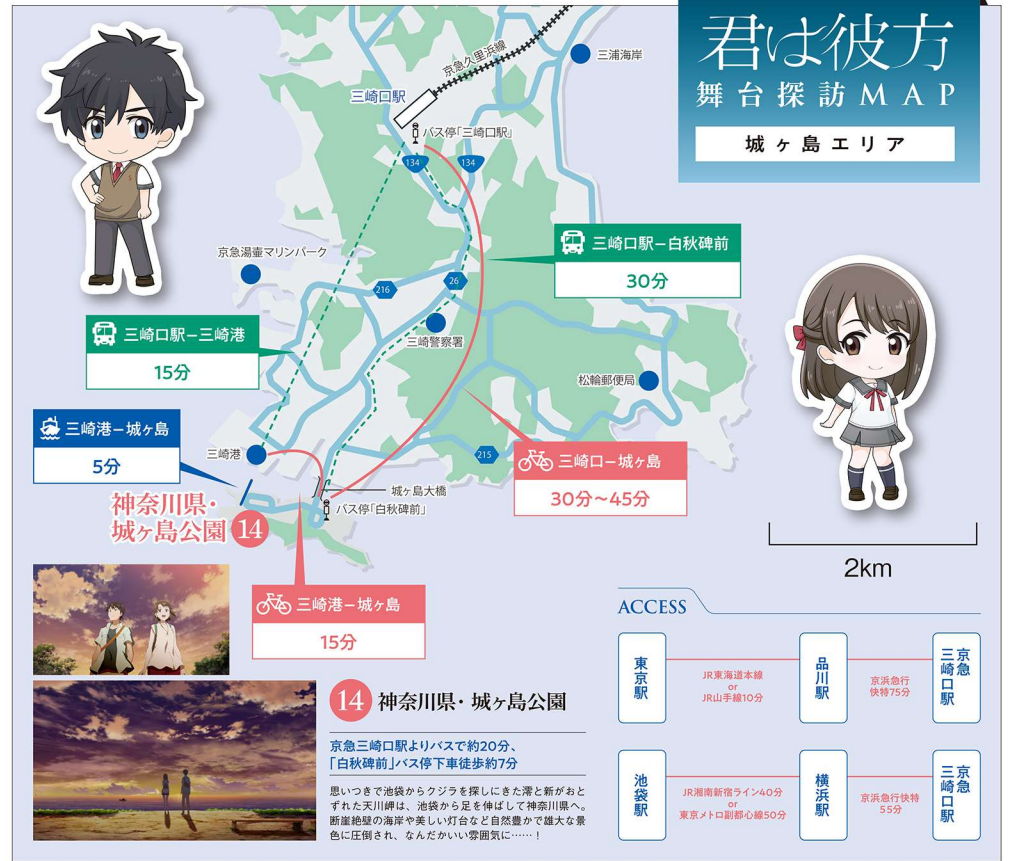 君は彼方
舞台探訪MAP
城ヶ島エリア
京急久里浜線
三浦海岸
三崎口駅
バス停「三崎口駅」
134
134
三崎口駅−白秋碑前
30分
京急湯壷マリンパーク
216
26
三崎警察署
三崎口駅−三崎港
15分
松輪郵便局
三崎港−城ヶ島
5分
三崎港
215
三崎口−城ヶ島
30分〜45分
城ヶ島大橋
バス停「白秋碑前」
神奈川県・
城ヶ島公園 14
2km
三崎港−城ヶ島
15分
14 神奈川県・城ヶ島公園
京急三崎口駅よりバスで約20分、
「白秋碑前」バス停下車徒歩約7分
思いつきで池袋からクジラを探しにきた澪と新がおと
ずれた天川岬は、池袋から足を伸ばして神奈川県へ。
断崖絶壁の海岸や美しい灯台など自然豊かで雄大な景
色に圧倒され、なんだかいい雰囲気に……！
ACCESS
東京駅
JR東海道本線
or
JR山手線10分
品川駅
京浜急行
快特75分
京急
三崎口駅
池袋駅
JR湘南新宿ライン40分
or
東京メトロ副都心線50分
横浜駅
京浜急行快特
55分
京急
三崎口駅